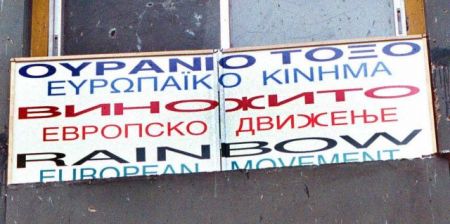 ΟΥΡΑΝΙΟ ΤΟΞΟ
ΕΥΡΩΠΑΪΚΟ ΚΙΝΗΜΑ
ВИНОЖИТО
ЕВРОПСКО ДВИЖЕЊЕ
RAINBOW
EUROPEAN MOVEMENT